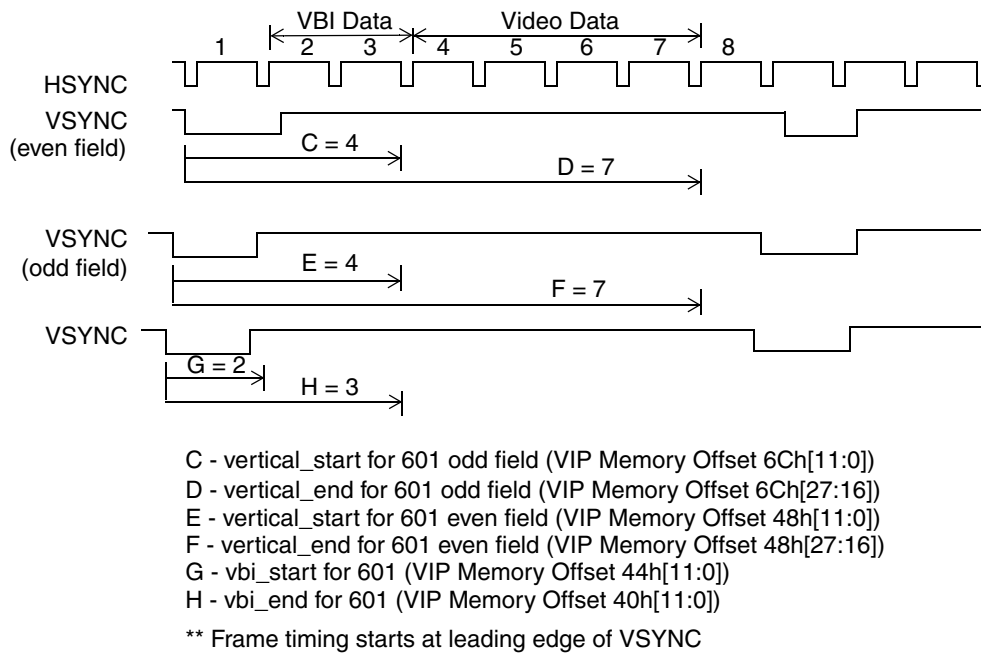 VBI Data Video Data
1 2 3 4 5 6 7 8
HSYNC
VSYNC
(even field)
C = 4
D = 7
VSYNC
(odd field)
E = 4
F = 7
VSYNC
G = 2
H = 3
C - vertical_start for 601 odd field (VIP Memory Offset 6Ch[11:0])
D - vertical_end for 601 odd field (VIP Memory Offset 6Ch[27:16])
E - vertical_start for 601 even field (VIP Memory Offset 48h[11:0])
F - vertical_end for 601 even field (VIP Memory Offset 48h[27:16])
G - vbi_start for 601 (VIP Memory Offset 44h[11:0])
H - vbi_end for 601 (VIP Memory Offset 40h[11:0])
** Frame timing starts at leading edge of VSYNC